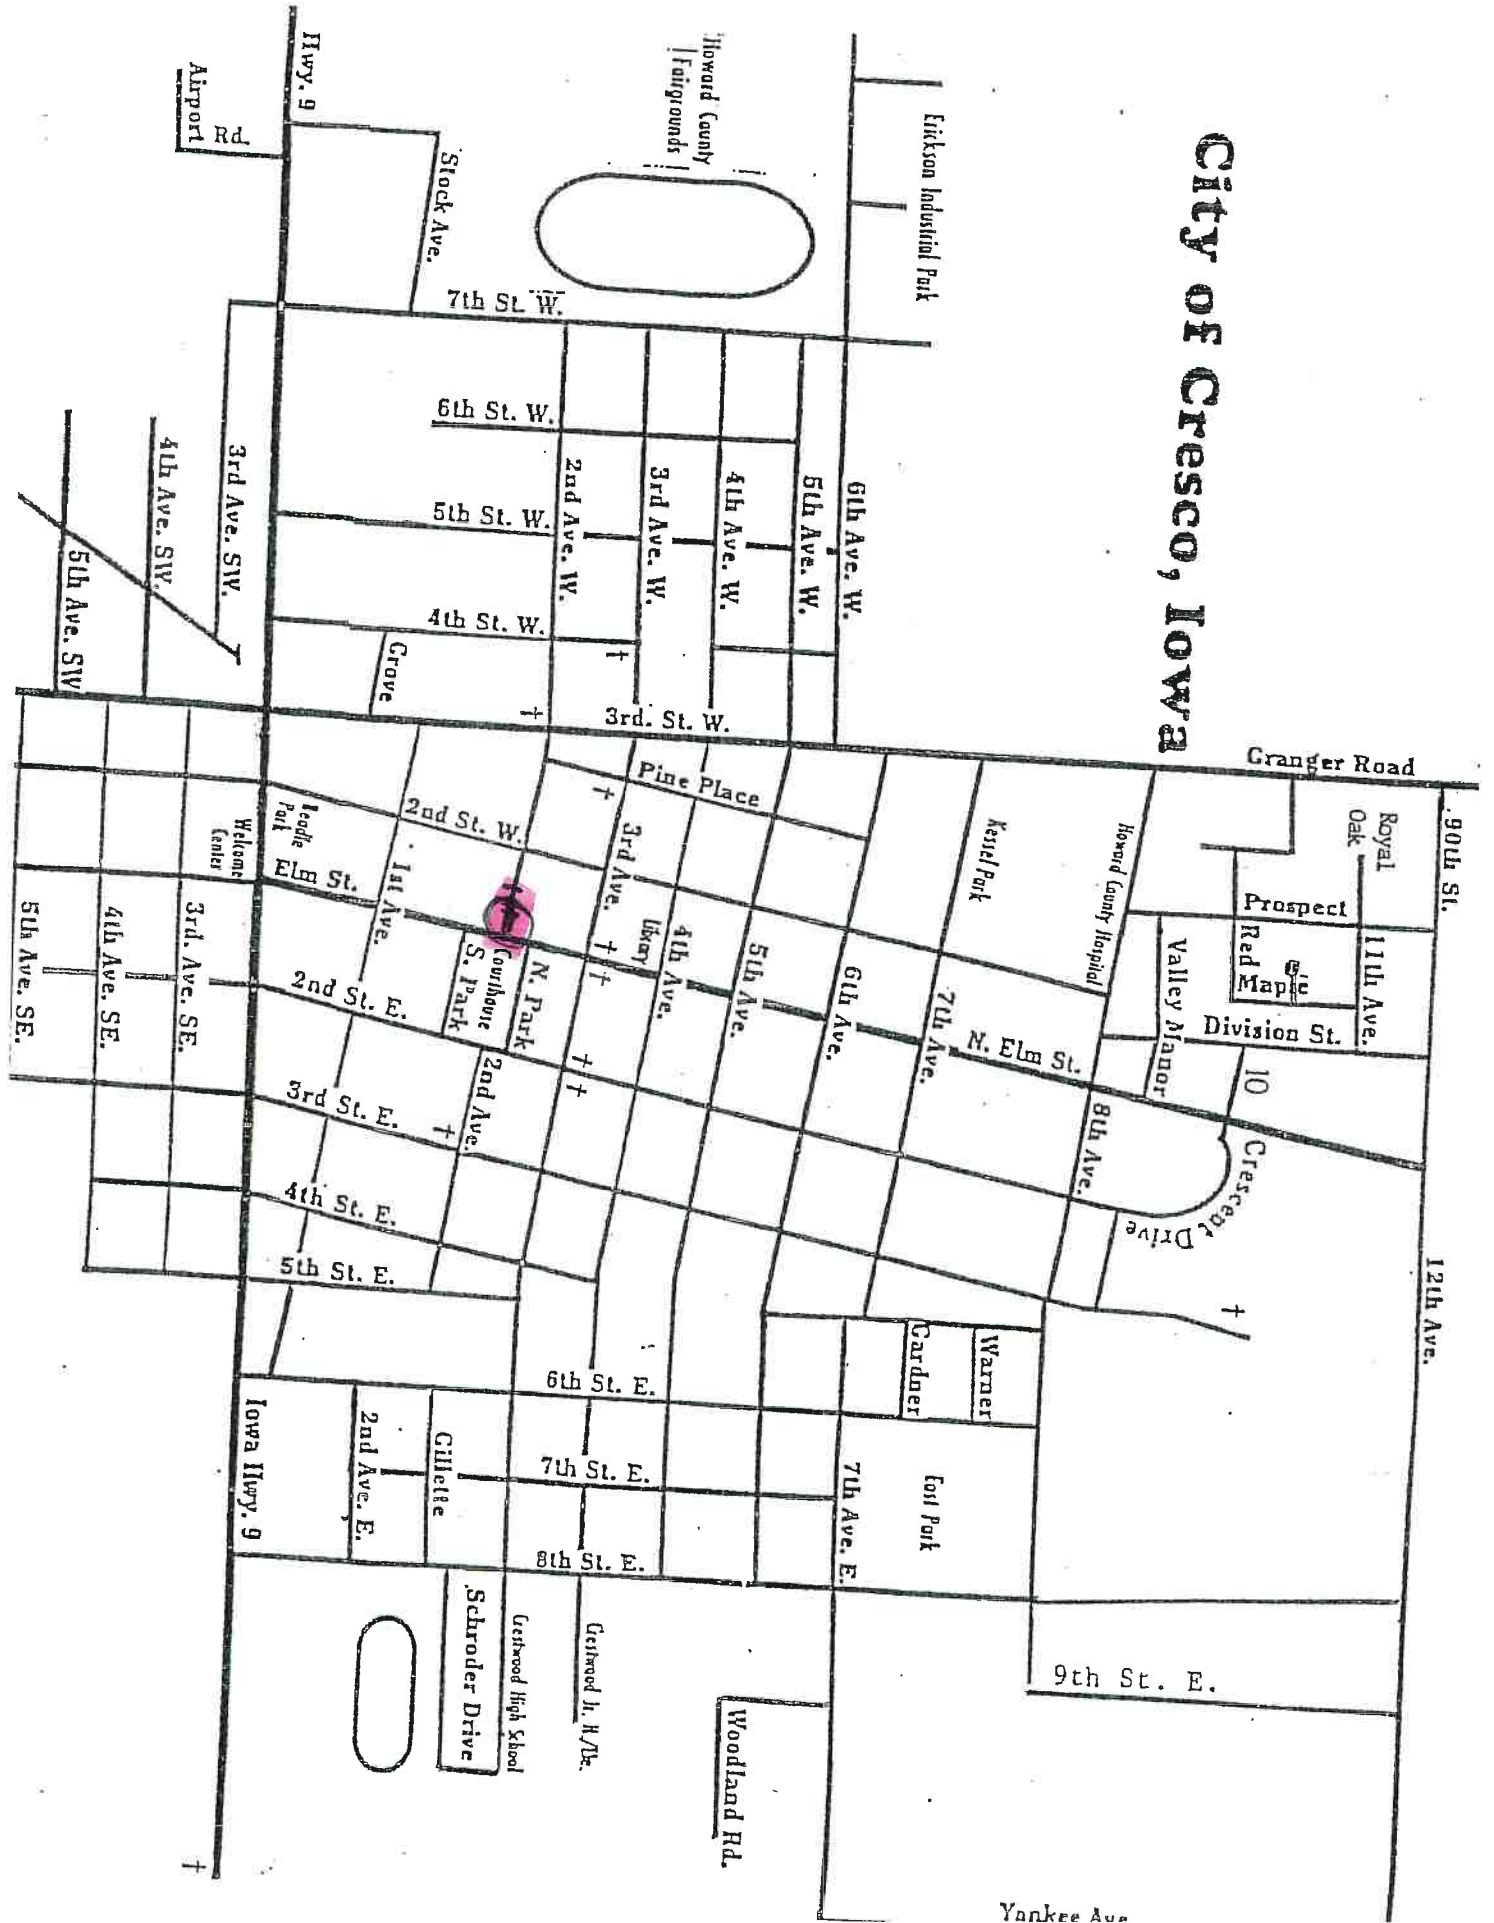 City of Cresco, Iowa
Hwy. 9
Airport Rd.
Stock Ave.
Howard County
Fairgrounds
Erickson Industrial Park
7th St. W.
6th St. W.
5th St. W.
4th St. W.
3rd Ave. SW.
4th Ave. SW.
5th Ave. SW
2nd Ave. W.
3rd Ave. W.
4th Ave. W.
5th Ave. W.
6th Ave. W.
Grove
3rd. St. W.
Granger Road
Pine Place
2nd St. W.
Beadle
Park
Welcome
Center
Elm St.
1st Ave.
3rd Ave.
Library
4th Ave.
5th Ave.
6th Ave.
7th Ave.
Kessel Park
Howard County Hospital
Royal
Oak
90th St.
Prospect
Red
Maple
11th Ave.
Valley Manor
Division St.
N. Elm St.
10
8th Ave.
Crescent Drive
12th Ave.
Courthouse
S. Park
N. Park
2nd St. E.
2nd Ave.
3rd St. E.
4th St. E.
5th St. E.
3rd. Ave. SE.
4th Ave. SE.
5th Ave. SE.
6th St. E.
Gardner
Warner
Iowa Hwy. 9
2nd Ave. E.
Gillette
7th St. E.
7th Ave. E.
East Park
8th St. E.
Schroder Drive
Crestwood High School
Crestwood Jr. H./
Woodland Rd.
9th St. E.
Yankee Ave